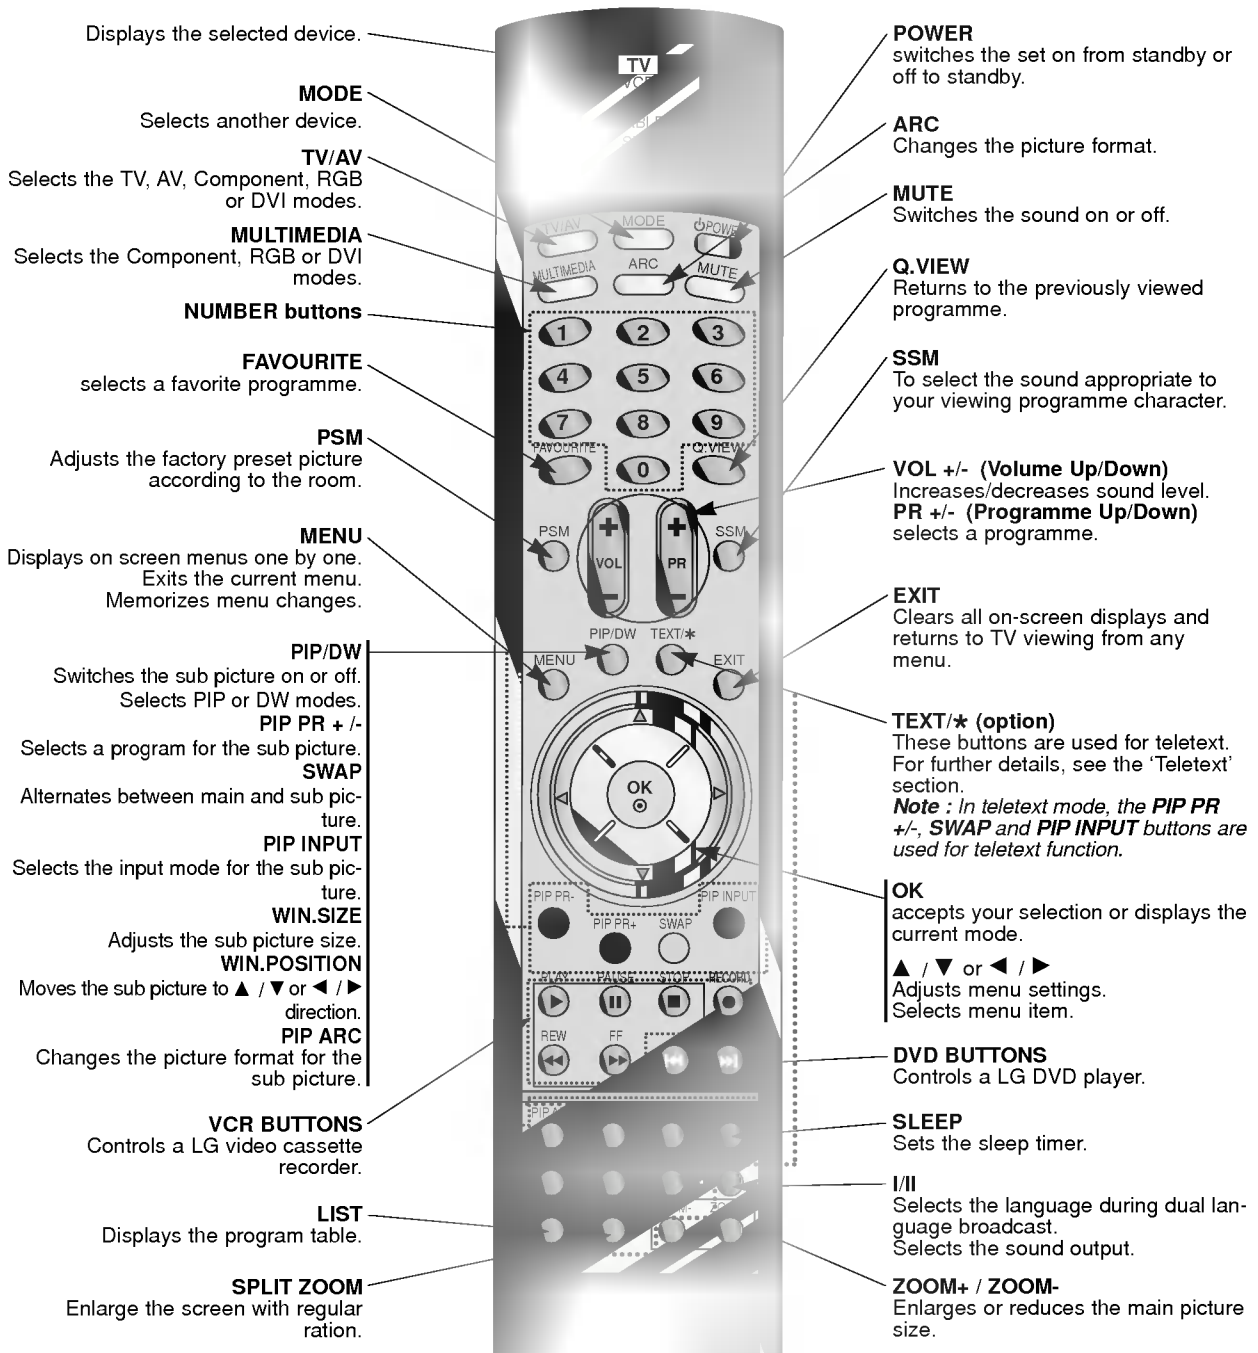 Displays the selected device.
MODE
Selects another device.
TV/AV
Selects the TV, AV, Component, RGB
or DVI modes.
MULTIMEDIA
Selects the Component, RGB or DVI
modes.
NUMBER buttons
FAVOURITE
selects a favorite programme.
PSM
Adjusts the factory preset picture
according to the room.
MENU
Displays on screen menus one by one.
Exits the current menu.
Memorizes menu changes.
PIP/DW
Switches the sub picture on or off.
Selects PIP or DW modes.
PIP PR + /-
Selects a program for the sub picture.
SWAP
Alternates between main and sub pic-
ture.
PIP INPUT
Selects the input mode for the sub pic-
ture.
WIN.SIZE
Adjusts the sub picture size.
WIN.POSITION
Moves the sub picture to ▲ / ▼ or ◀ / ▶
direction.
PIP ARC
Changes the picture format for the
sub picture.
VCR BUTTONS
Controls a LG video cassette
recorder.
LIST
Displays the program table.
SPLIT ZOOM
Enlarge the screen with regular
ration.
TV
TV/AV
MODE
POWER
MULTIMEDIA
ARC
MUTE
1
2
3
4
5
6
7
8
9
FAVOURITE
0
Q.VIEW
PSM
+
VOL
-
+
PR
-
SSM
PIP/DW
TEXT/*
MENU
EXIT
OK
PIP PR-
PIP PR+
SWAP
PIP INPUT
PLAY
PAUSE
STOP
RECORD
REW
FF
POWER
switches the set on from standby or
off to standby.
ARC
Changes the picture format.
MUTE
Switches the sound on or off.
Q.VIEW
Returns to the previously viewed
programme.
SSM
To select the sound appropriate to
your viewing programme character.
VOL +/- (Volume Up/Down)
Increases/decreases sound level.
PR +/- (Programme Up/Down)
selects a programme.
EXIT
Clears all on-screen displays and
returns to TV viewing from any
menu.
TEXT/* (option)
These buttons are used for teletext.
For further details, see the ‘Teletext’
section.
Note : In teletext mode, the PIP PR
+/-, SWAP and PIP INPUT buttons are
used for teletext function.
OK
accepts your selection or displays the
current mode.
▲ / ▼ or ◀ / ▶
Adjusts menu settings.
Selects menu item.
DVD BUTTONS
Controls a LG DVD player.
SLEEP
Sets the sleep timer.
I/II
Selects the language during dual lan-
guage broadcast.
Selects the sound output.
ZOOM+ / ZOOM-
Enlarges or reduces the main picture
size.